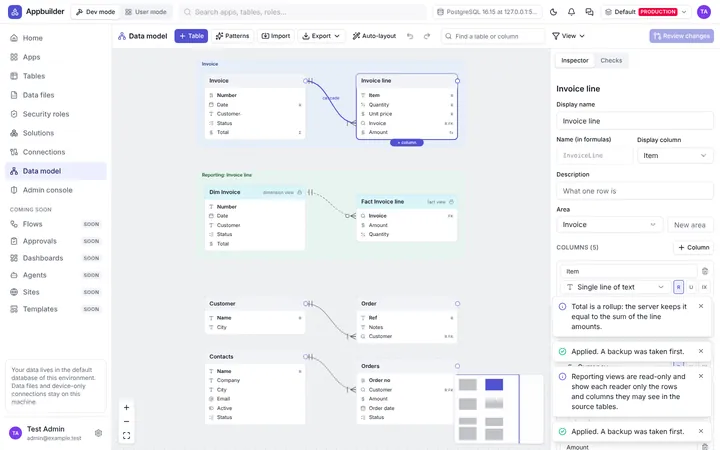 Appbuilder
Dev mode
User mode
Search apps, tables, roles...
PostgreSQL 16.15 at 127.0.0.1:5...
Default
PRODUCTION
TA
Home
Apps
Tables
Data files
Security roles
Solutions
Connections
Data model
Admin console
COMING SOON
Flows SOON
Approvals SOON
Dashboards SOON
Agents SOON
Sites SOON
Templates SOON
Your data lives in the default
database of this environment.
Data files and device-only
connections stay on this
machine.
TA
Test Admin
admin@example.test
Data model
+ Table
Patterns
Import
Export
Auto-layout
Find a table or column
View
Review changes
Invoice
Invoice
Number
Date
Customer
Status
Total
cascade
Invoice line
Item
Quantity
Unit price
Invoice
Amount
+ column
Reporting: Invoice line
Dim Invoice
dimension view
Number
Date
Customer
Status
Total
Fact Invoice line
fact view
Invoice
Amount
Quantity
Customer
Name
City
Order
Ref
Notes
Customer
Contacts
Name
Company
City
Email
Active
Status
Orders
Order no
Customer
Amount
Order date
Status
Inspector
Checks
Invoice line
Display name
Invoice line
Name (in formulas)
Display column
InvoiceLine
Item
Description
What one row is
Area
Invoice
New area
COLUMNS (5)
+ Column
Item
Single line of text
R
U
IX
Total is a rollup: the server keeps it
equal to the sum of the line
amounts.
Applied. A backup was taken first.
Reporting views are read-only and
show each reader only the rows
and columns they may see in the
source tables.
Applied. A backup was taken first.
Amount